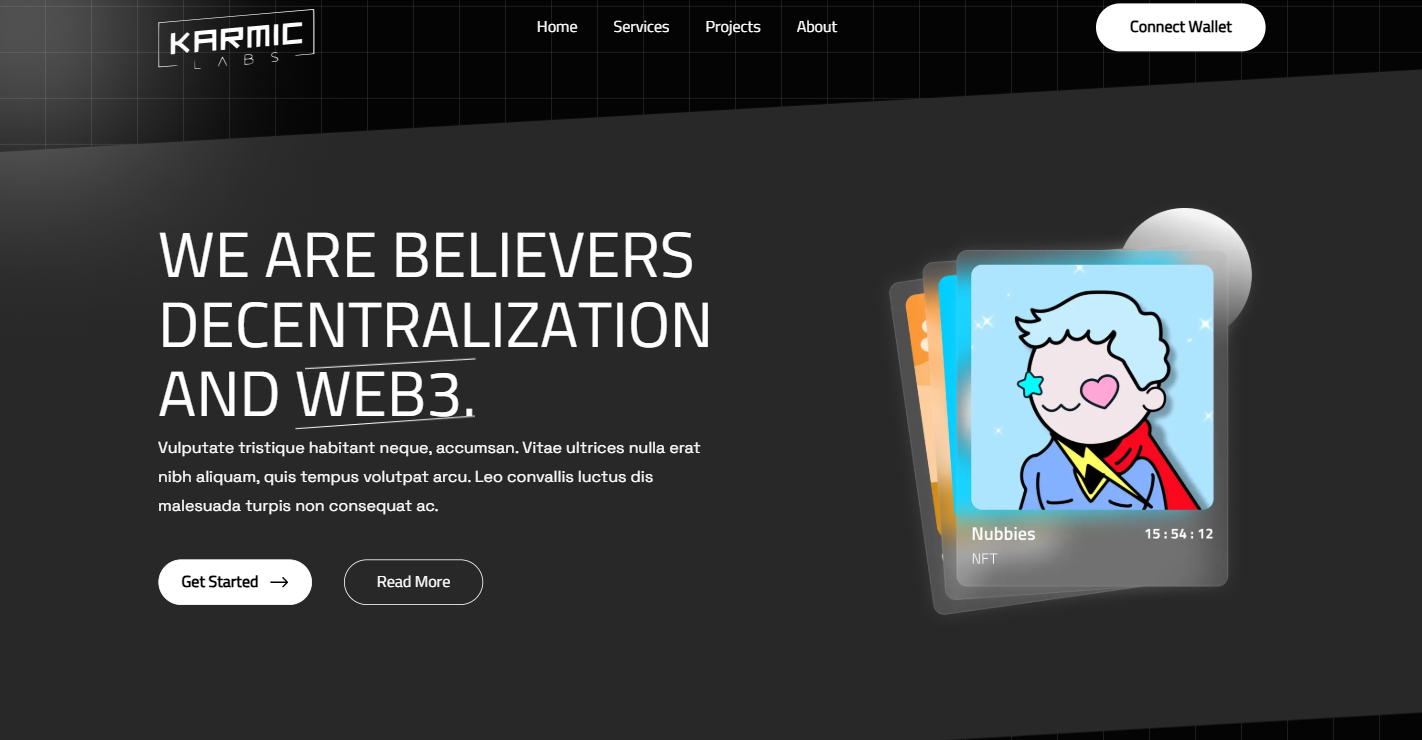 KARMIC
LABS
Home Services Projects About
Connect Wallet
WE ARE BELIEVERS
DECENTRALIZATION
AND WEB3.
Vulputate tristique habitant neque, accumsan. Vitae ultrices nulla erat
nibh aliquam, quis tempus volutpat arcu. Leo convallis luctus dis
malesuada turpis non consequat ac.
Get Started
Read More
Nubbies 15 : 54 : 12
NFT